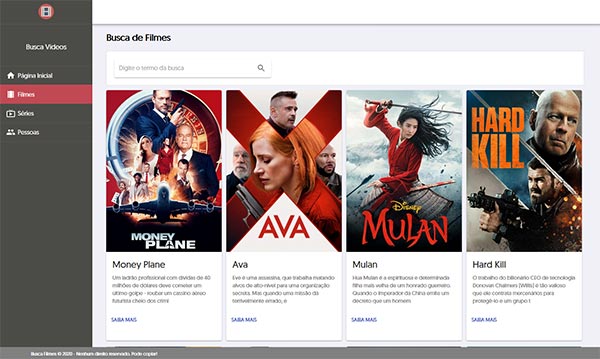 Busca Vídeos
Página Inicial
Filmes
Séries
Pessoas
Busca de Filmes
Digite o termo da busca
MONEY
PLANE
AVA
DISNEY
MULAN
HARD
KILL
Money Plane
Um ladrão profissional com dívidas de 40
milhões de dólares deve cometer um
último golpe - roubar um cassino aéreo
futurista cheio dos crimi
SAIBA MAIS
Ava
Eve é uma assassina, que trabalha matando
alvos de alto nível para uma organização
secreta. Mas quando uma missão dá
terrivelmente errado, e
SAIBA MAIS
Mulan
Hua Mulan é a espirituosa e determinada
filha mais velha de um honrado guerreiro.
Quando o Imperador da China emite um
decreto que um homem
SAIBA MAIS
Hard Kill
O trabalho do bilionário CEO de tecnologia
Donovan Chalmers (Willis) é tão valioso
que ele contrata mercenários para
protegê-lo e um grupo t
SAIBA MAIS
Busca Filmes © 2020 - Nenhum direito reservado. Pode copiar!